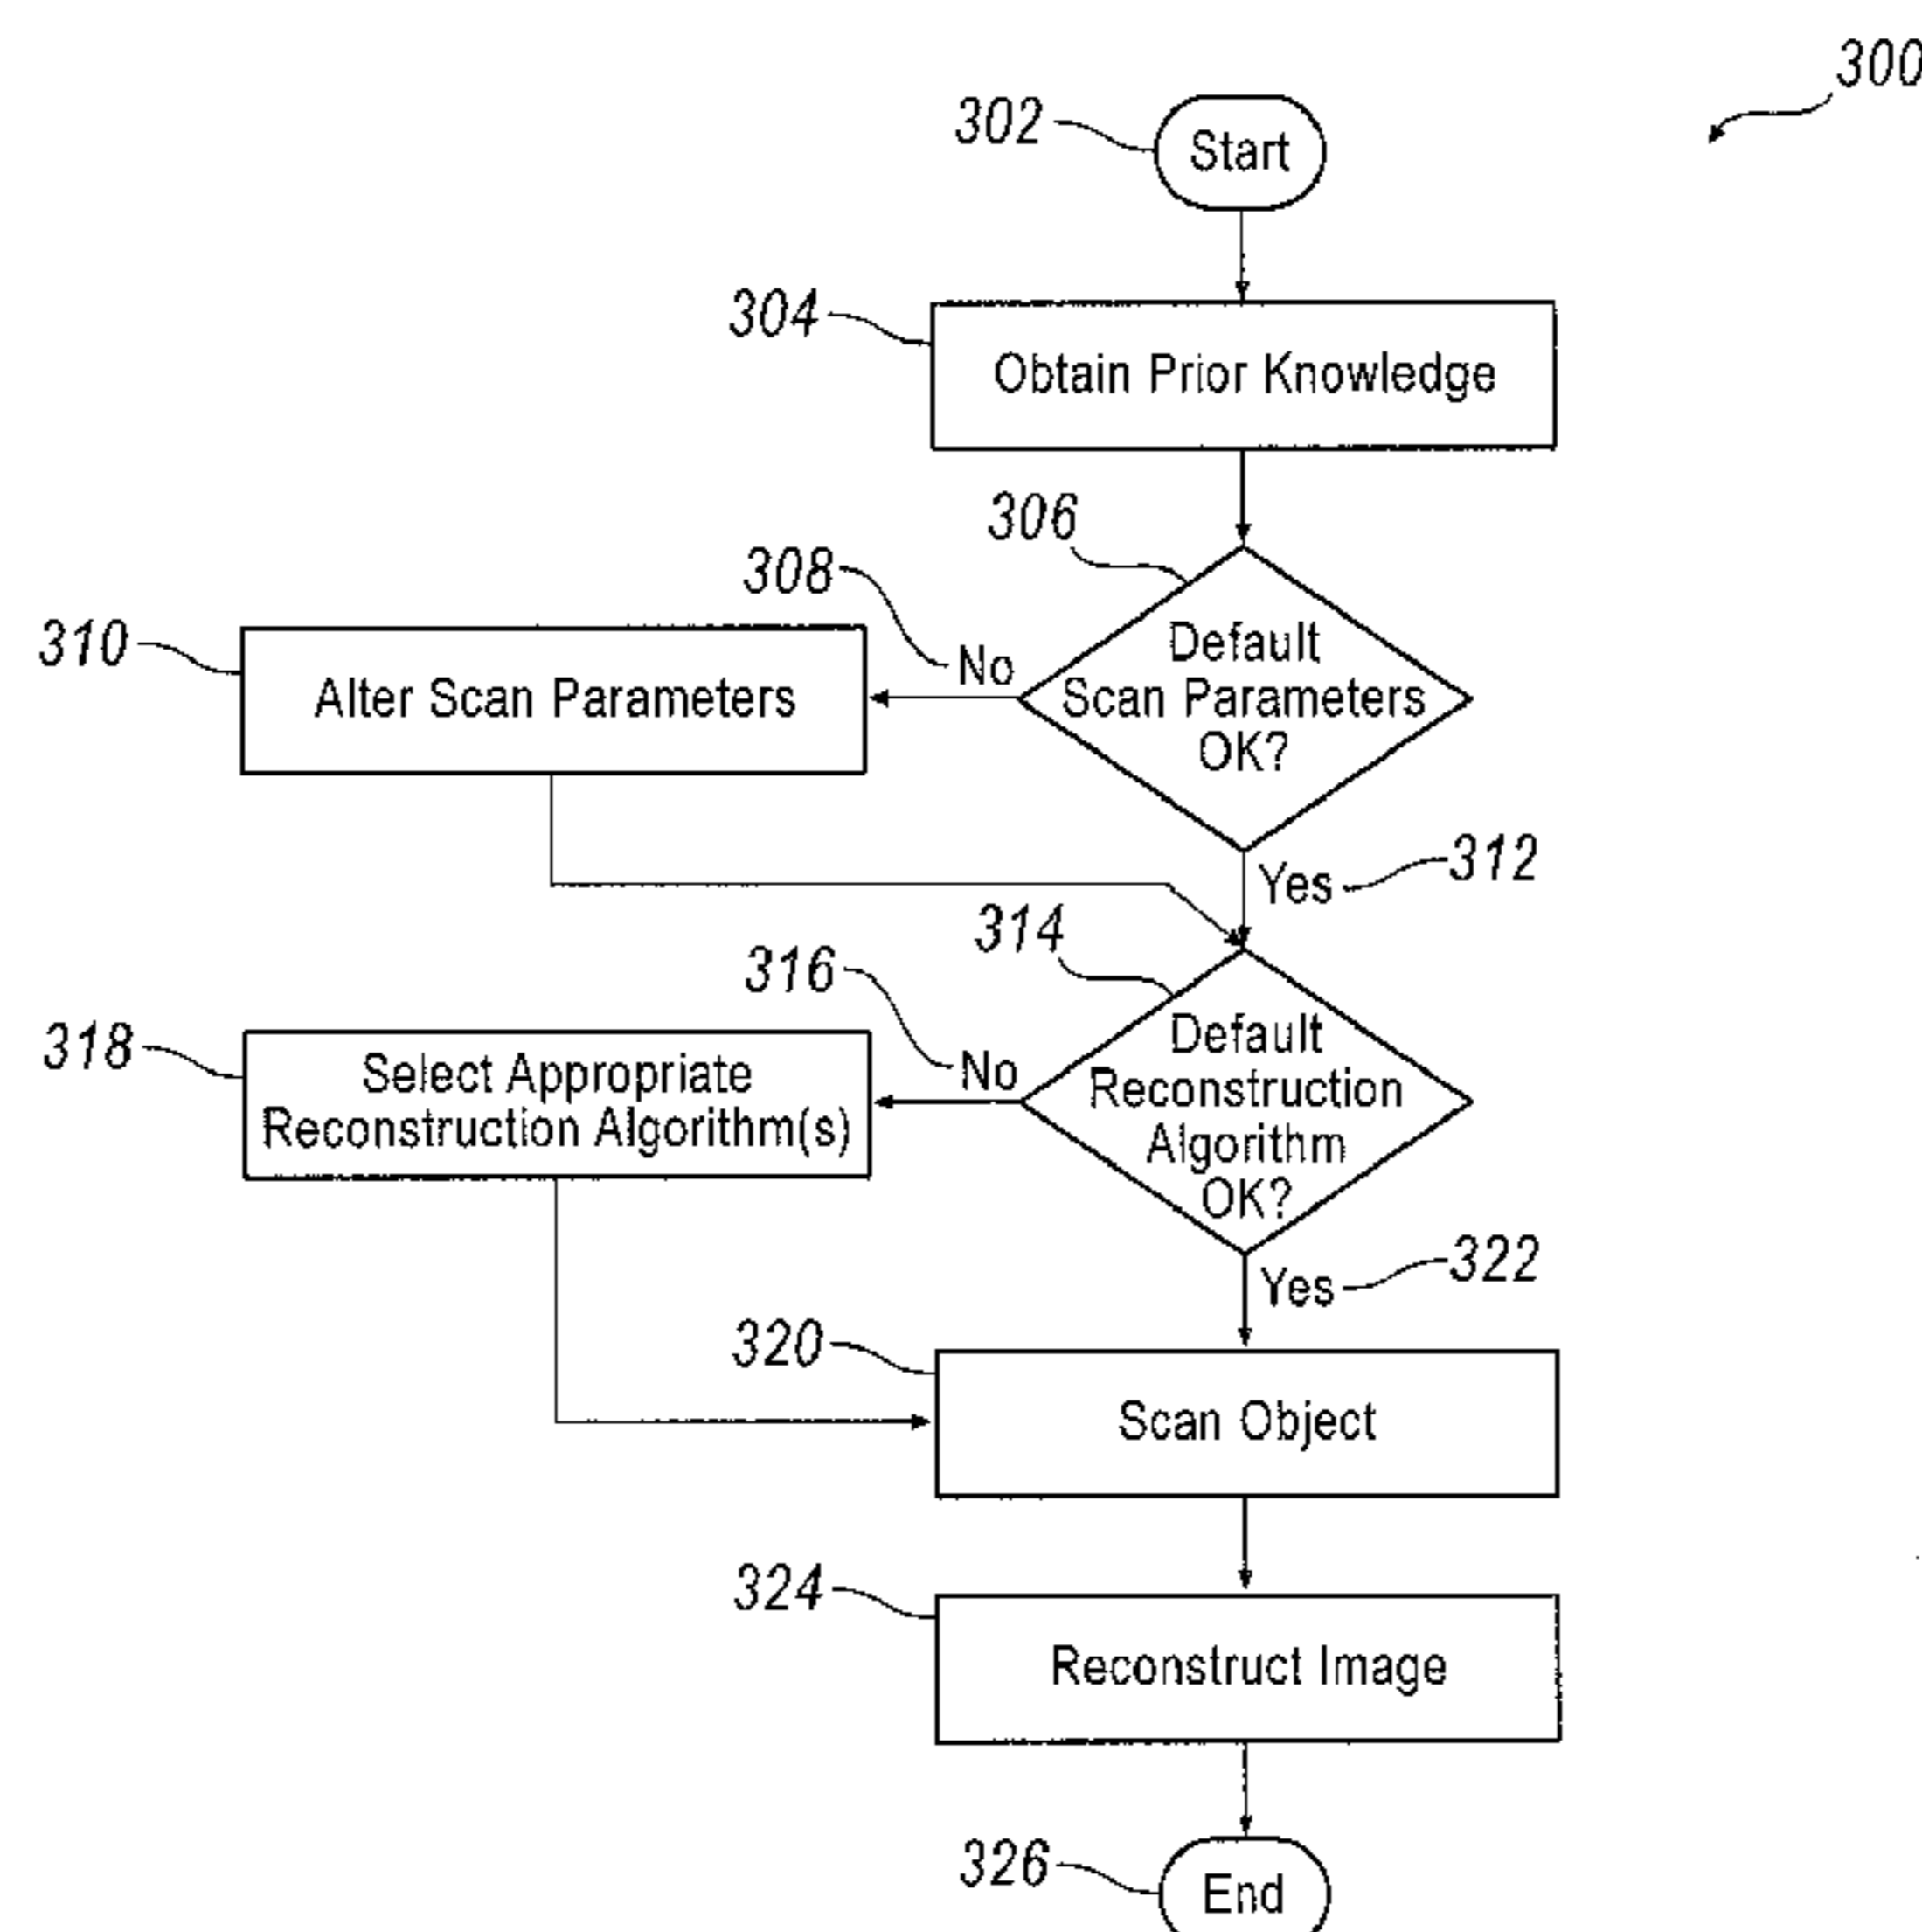 300
302
Start
304
Obtain Prior Knowledge
306
308
310
No
Default
Scan Parameters
OK?
Alter Scan Parameters
Yes
312
314
316
318
No
Default
Reconstruction
Algorithm
OK?
Select Appropriate
Reconstruction Algorithm(s)
Yes
322
320
Scan Object
324
Reconstruct Image
326
End